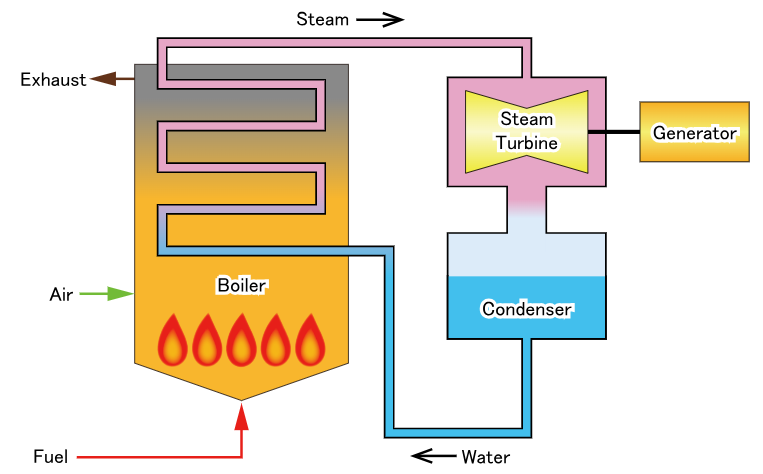 Steam
Exhaust
Steam
Turbine
Generator
Air
Boiler
Condenser
Fuel
Water